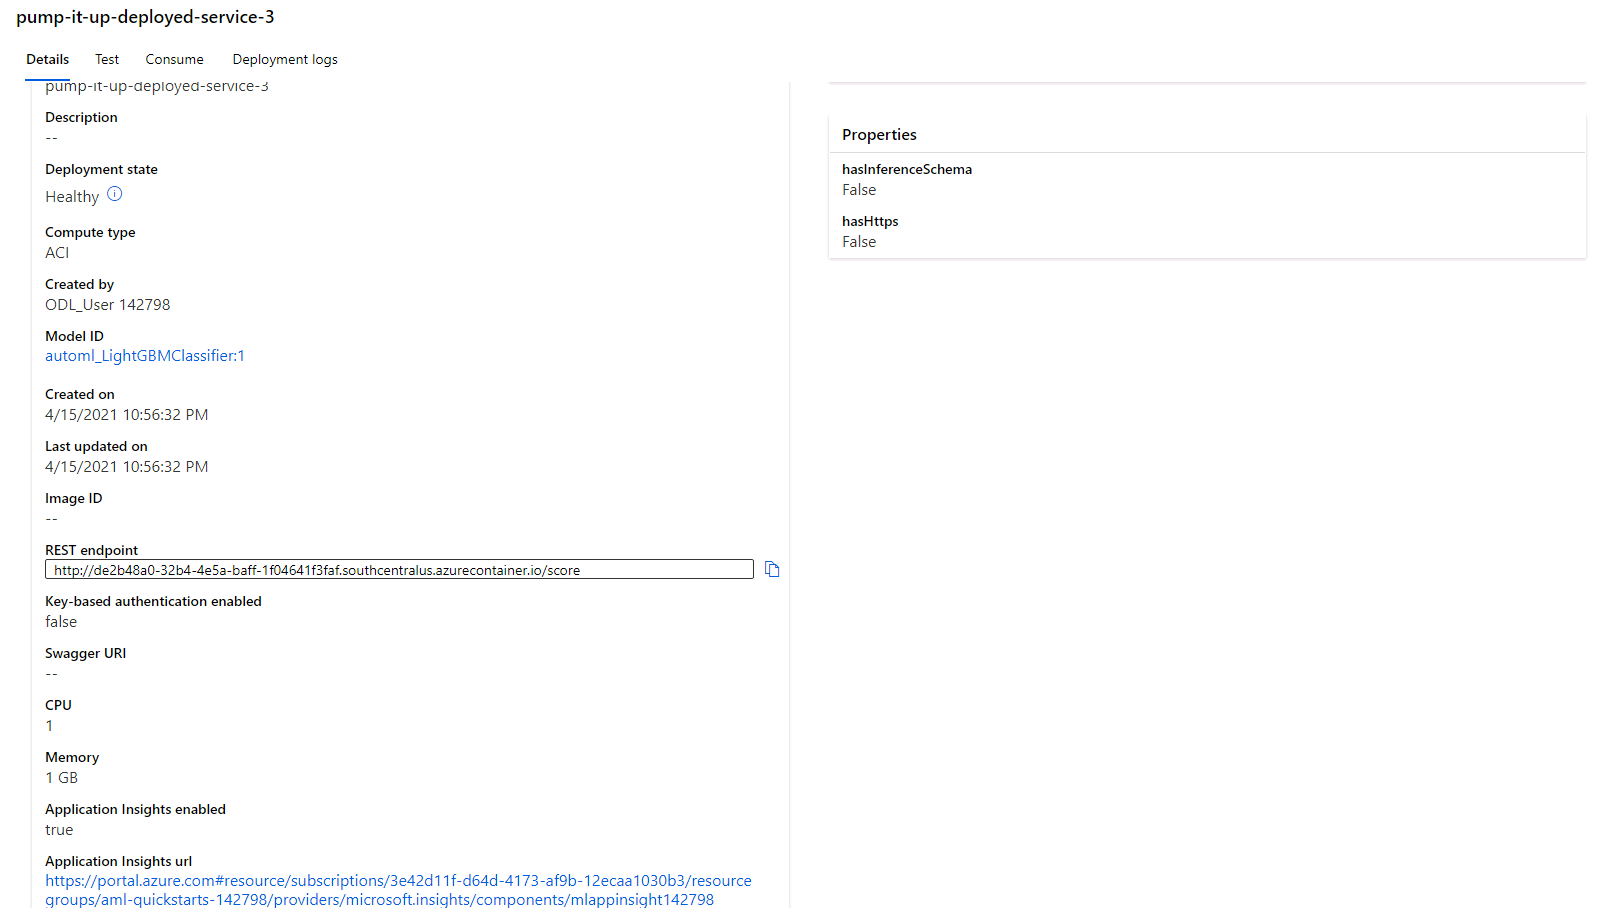 pump-it-up-deployed-service-3
Details Test Consume Deployment logs
pump-it-up-deployed-service-3
Description
--
Deployment state
Healthy
Compute type
ACI
Created by
ODL_User 142798
Model ID
automl_LightGBMClassifier:1
Created on
4/15/2021 10:56:32 PM
Last updated on
4/15/2021 10:56:32 PM
Image ID
--
REST endpoint
http://de2b48a0-32b4-4e5a-baff-1f04641f3faf.southcentralus.azurecontainer.io/score
Key-based authentication enabled
false
Swagger URI
--
CPU
1
Memory
1 GB
Application Insights enabled
true
Application Insights url
https://portal.azure.com#resource/subscriptions/3e42d11f-d64d-4173-af9b-12ecaa1030b3/resource
groups/aml-quickstarts-142798/providers/microsoft.insights/components/mlappinsight142798
Properties
hasInferenceSchema
False
hasHttps
False